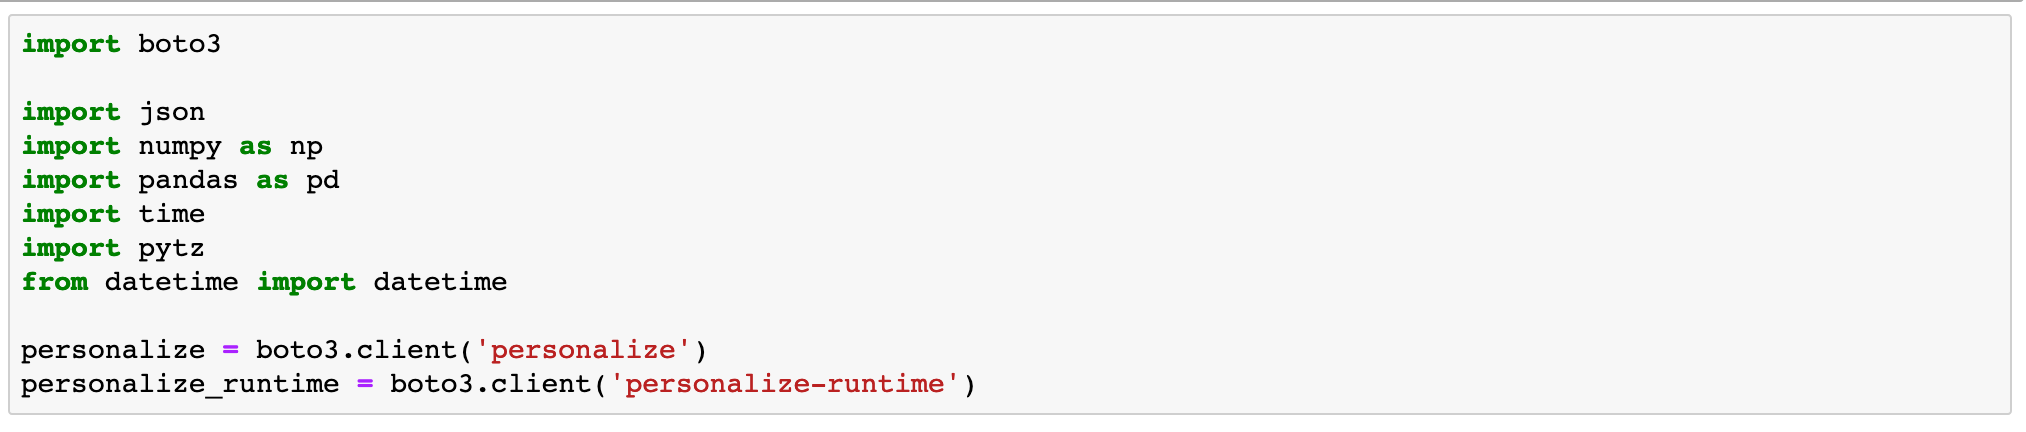 import boto3

import json
import numpy as np
import pandas as pd
import time
import pytz
from datetime import datetime

personalize = boto3.client('personalize')
personalize_runtime = boto3.client('personalize-runtime')